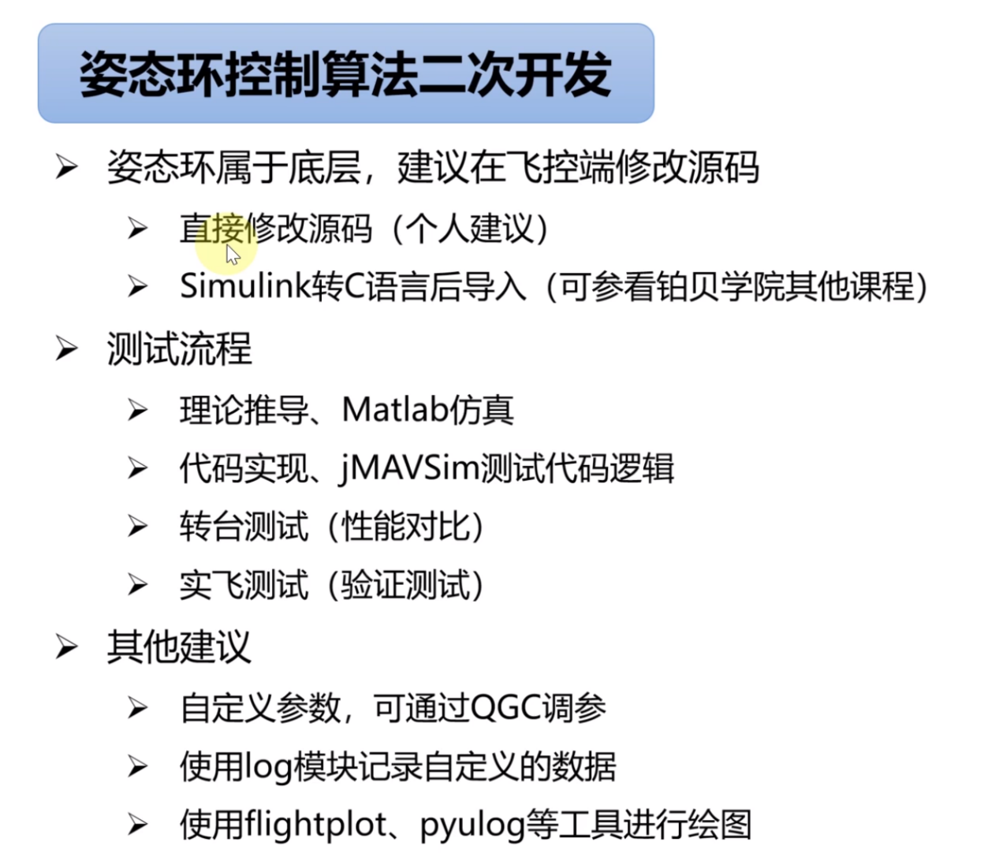 姿态环控制算法二次开发
姿态环属于底层，建议在飞控端修改源码
直接修改源码（个人建议）
Simulink转C语言后导入（可参看铂贝学院其他课程）
测试流程
理论推导、Matlab仿真
代码实现、jMAVSim测试代码逻辑
转台测试（性能对比）
实飞测试（验证测试）
其他建议
自定义参数，可通过QGC调参
使用log模块记录自定义的数据
使用flightplot、pyulog等工具进行绘图